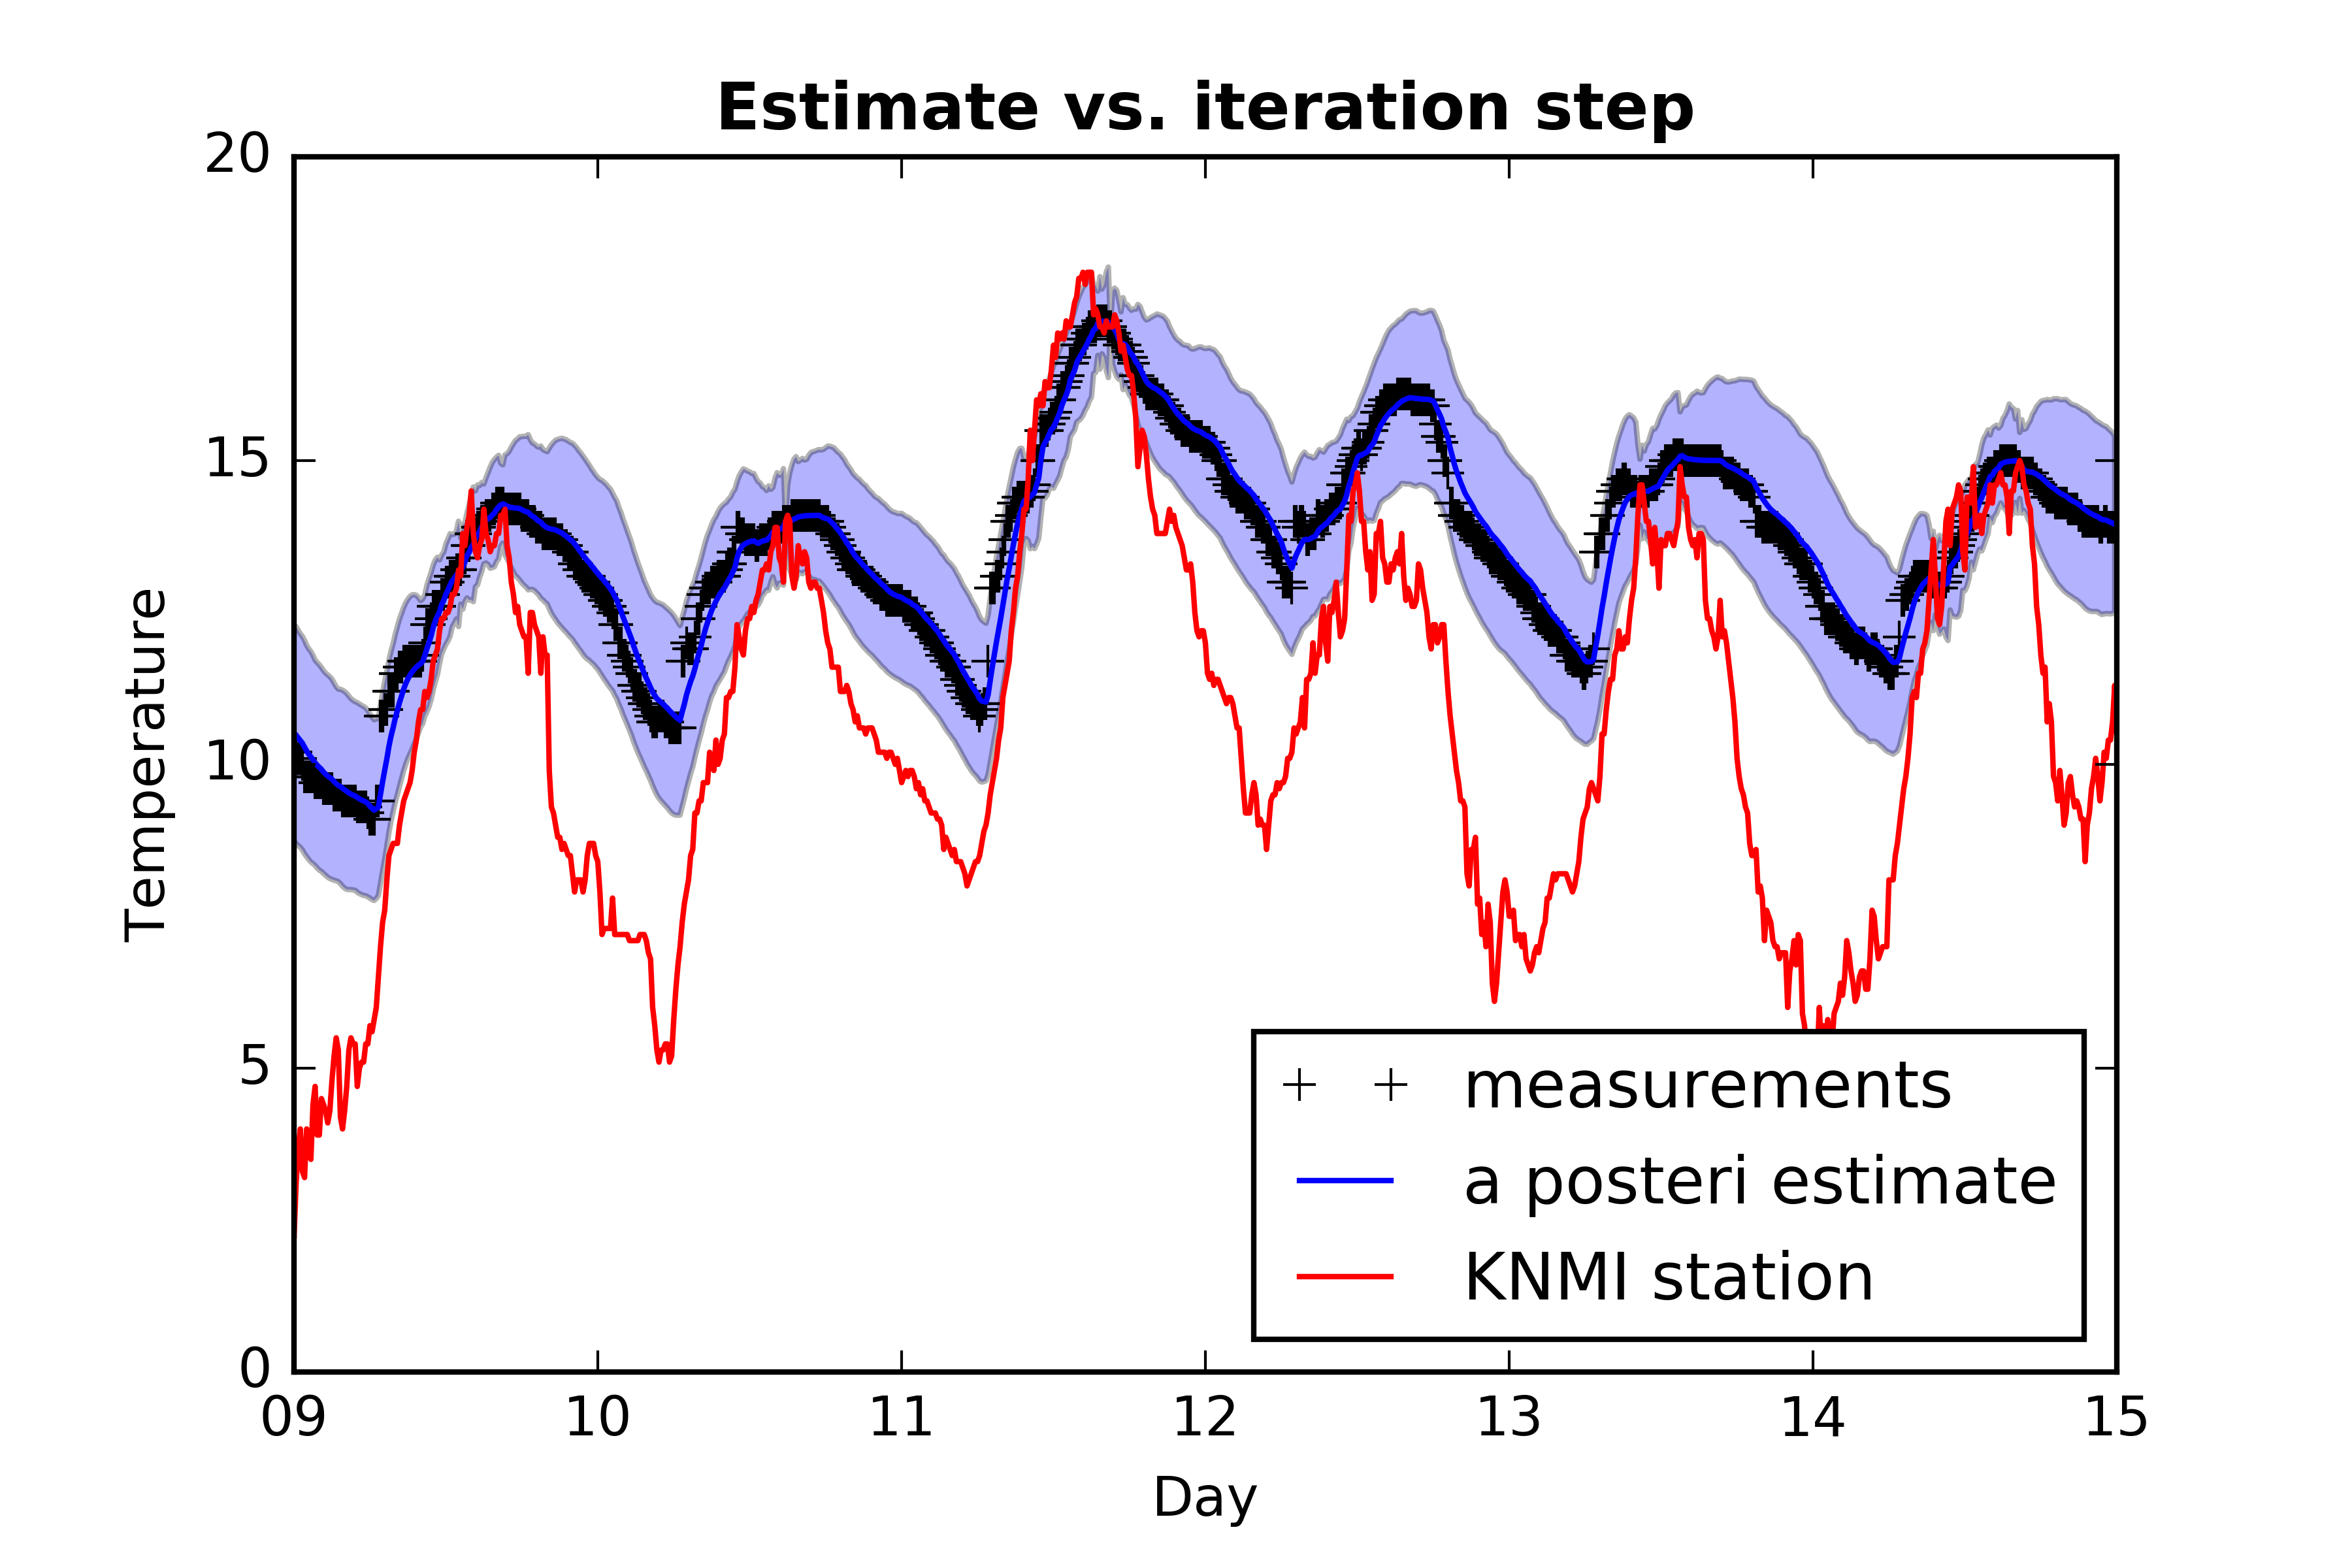 Estimate vs. iteration step
20
15
10
5
0
Temperature
measurements
a posteri estimate
KNMI station
09 10 11 12 13 14 15
Day